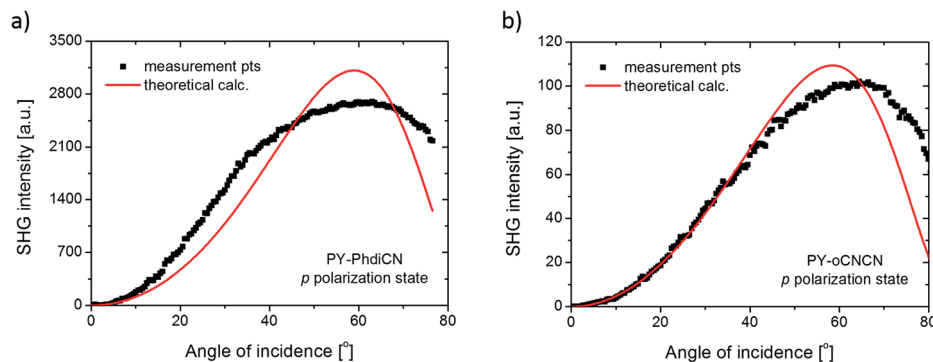 a)
3500
2800
2100
1400
700
0
SHG intensity [a.u.]
measurement pts
theoretical calc.
PY-PhdiCN
p polarization state
0 20 40 60 80
Angle of incidence [°]
b)
120
100
80
60
40
20
0
SHG intensity [a.u.]
measurement pts
theoretical calc.
PY-oCNCN
p polarization state
0 20 40 60 80
Angle of incidence [°]